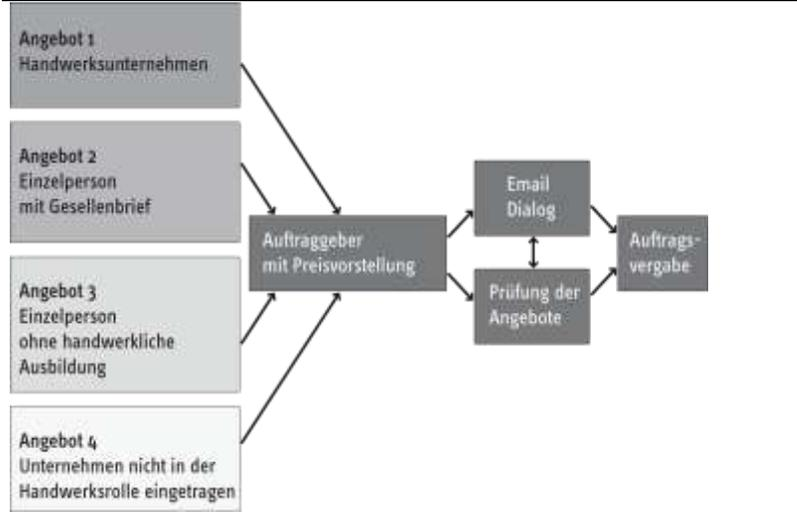 Angebot 1
Handwerksunternehmen
Angebot 2
Einzelperson
mit Gesellenbrief
Angebot 3
Einzelperson
ohne handwerkliche
Ausbildung
Angebot 4
Unternehmen nicht in der
Handwerksrolle eingetragen
Auftraggeber
mit Preisvorstellung
Email
Dialog
Prüfung der
Angebote
Auftrags-
vergabe